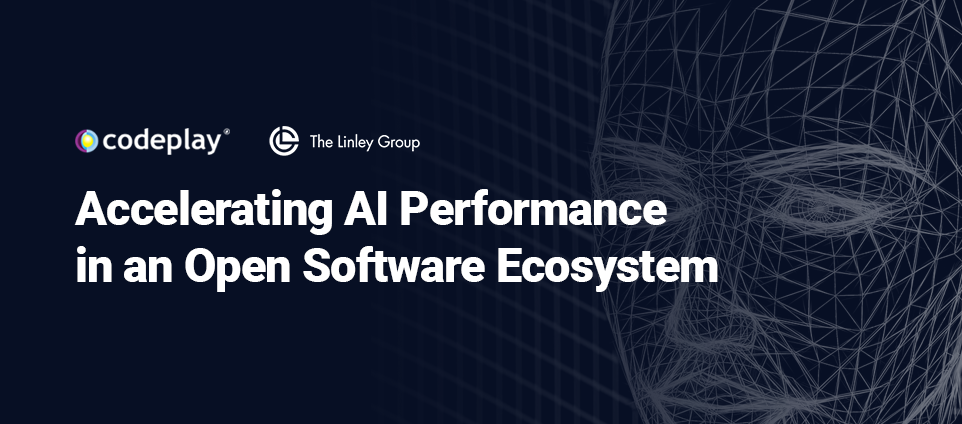 codeplay®
The Linley Group
Accelerating AI Performance
in an Open Software Ecosystem